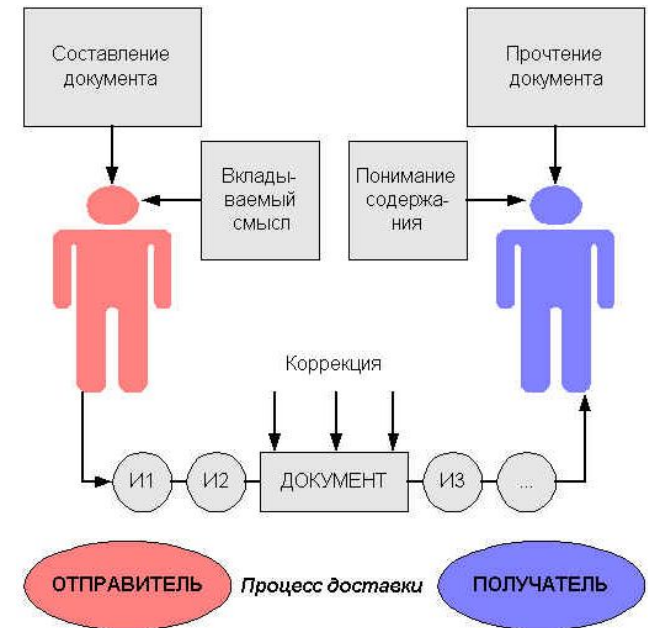 Составление
документа
Прочтение
документа
Вклады-
ваемый
смысл
Понимание
содержа-
ния
Коррекция
И1
И2
ДОКУМЕНТ
И3
...
ОТПРАВИТЕЛЬ
Процесс доставки
ПОЛУЧАТЕЛЬ